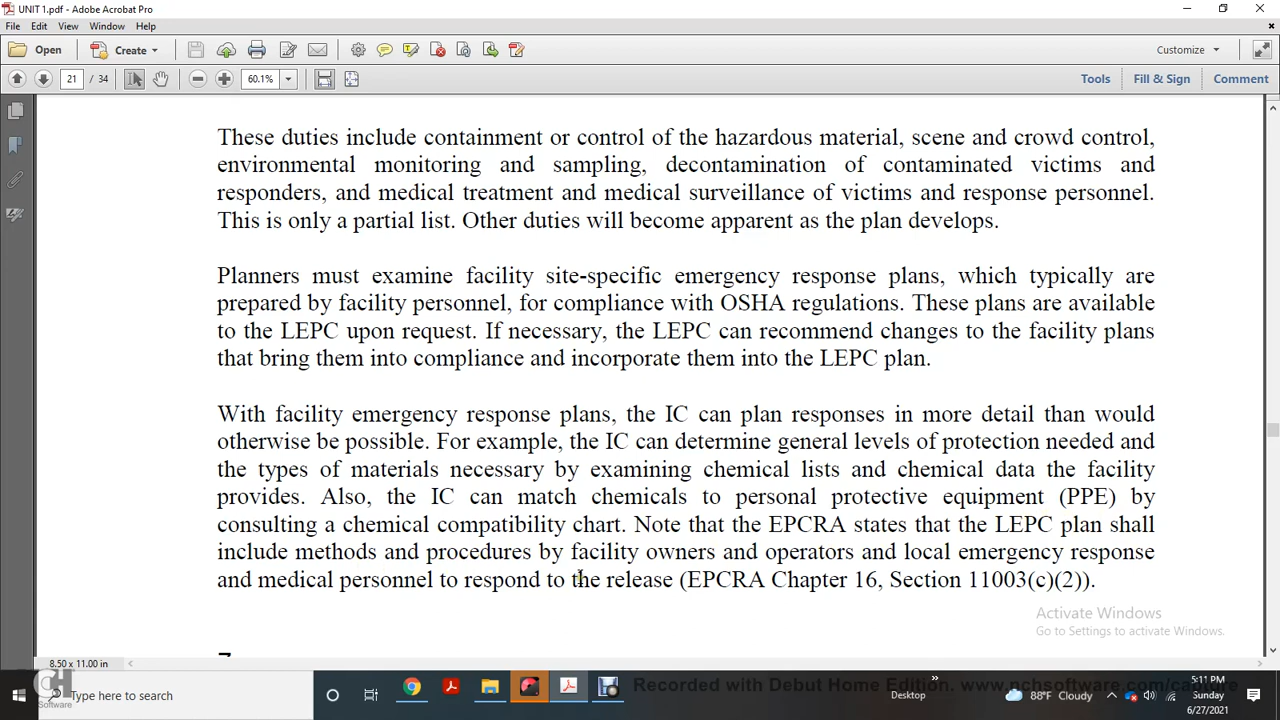 UNIT 1.pdf - Adobe Acrobat Pro
File Edit View Window Help
Open Create Customize
21 / 34 60.1% Tools Fill & Sign Comment
These duties include containment or control of the hazardous material, scene and crowd control,
environmental monitoring and sampling, decontamination of contaminated victims and
responders, and medical treatment and medical surveillance of victims and response personnel.
This is only a partial list. Other duties will become apparent as the plan develops.
Planners must examine facility site-specific emergency response plans, which typically are
prepared by facility personnel, for compliance with OSHA regulations. These plans are available
to the LEPC upon request. If necessary, the LEPC can recommend changes to the facility plans
that bring them into compliance and incorporate them into the LEPC plan.
With facility emergency response plans, the IC can plan responses in more detail than would
otherwise be possible. For example, the IC can determine general levels of protection needed and
the types of materials necessary by examining chemical lists and chemical data the facility
provides. Also, the IC can match chemicals to personal protective equipment (PPE) by
consulting a chemical compatibility chart. Note that the EPCRA states that the LEPC plan shall
include methods and procedures by facility owners and operators and local emergency response
and medical personnel to respond to the release (EPCRA Chapter 16, Section 11003(c)(2)).
Activate Windows
Go to Settings to activate Windows.
8.50 x 11.00 in
Type here to search
Software
Recorded with Debut Home Edition. www.nchsoftware.com/capture
Desktop
88°F Cloudy
5:11 PM
Sunday
6/27/2021